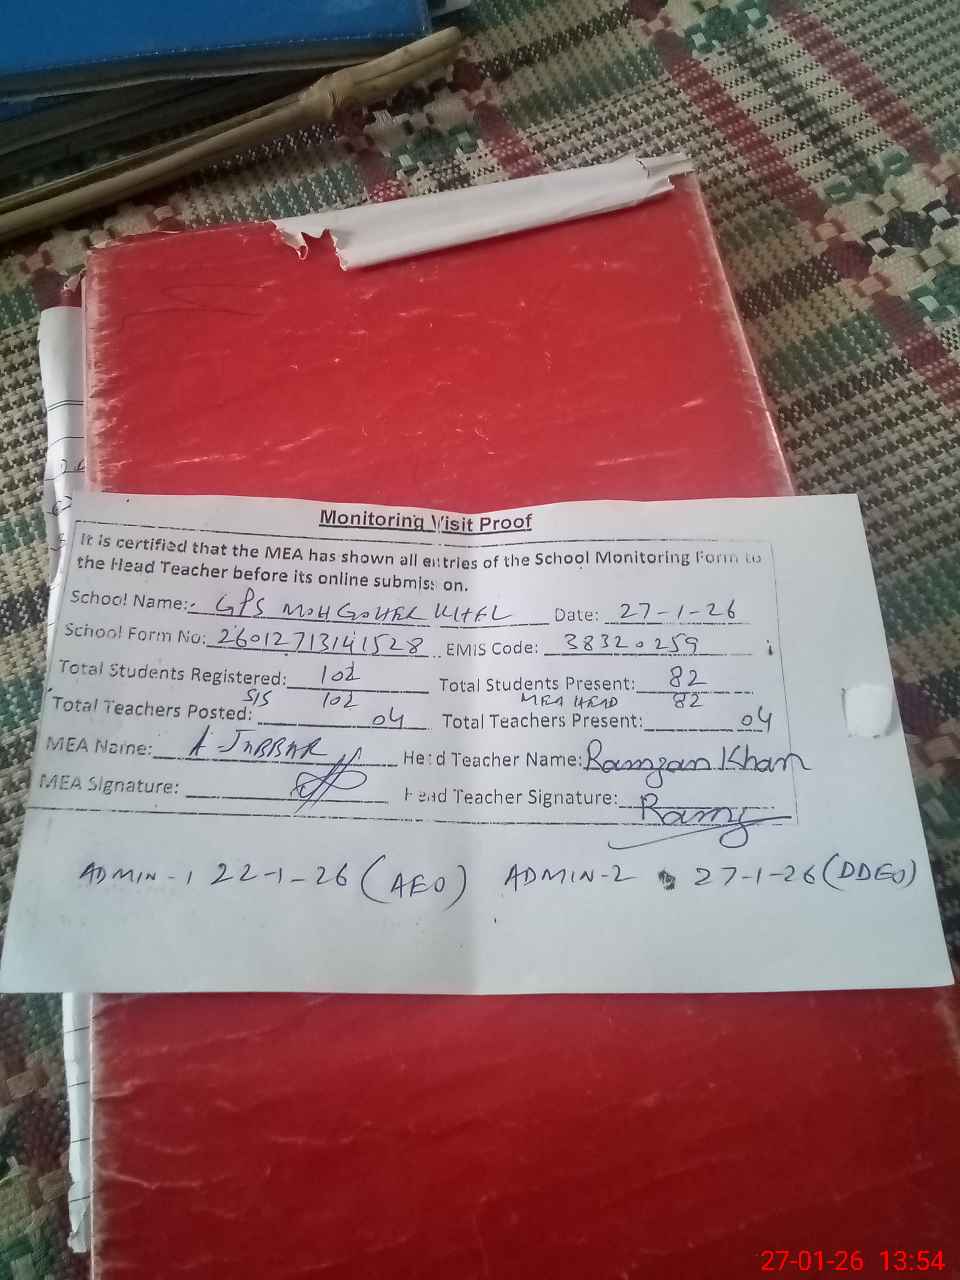 Monitoring Visit Proof
It is certified that the MEA has shown all entries of the School Monitoring Form to
the Head Teacher before its online submission.
School Name: GPS MOH GOHAR KHEL Date: 27-1-26
School Form No: 26012713141528 EMIS Code: 38320259
Total Students Registered: 102 Total Students Present: 82
SIS 102 MEA HEAD 82
Total Teachers Posted: 04 Total Teachers Present: 04
MEA Name: A JABBAR Head Teacher Name: Ramzan Khan
MEA Signature: Head Teacher Signature: Ramz
ADMIN-1 22-1-26 (AEO) ADMIN-2 27-1-26 (DDEO)
27-01-26 13:54